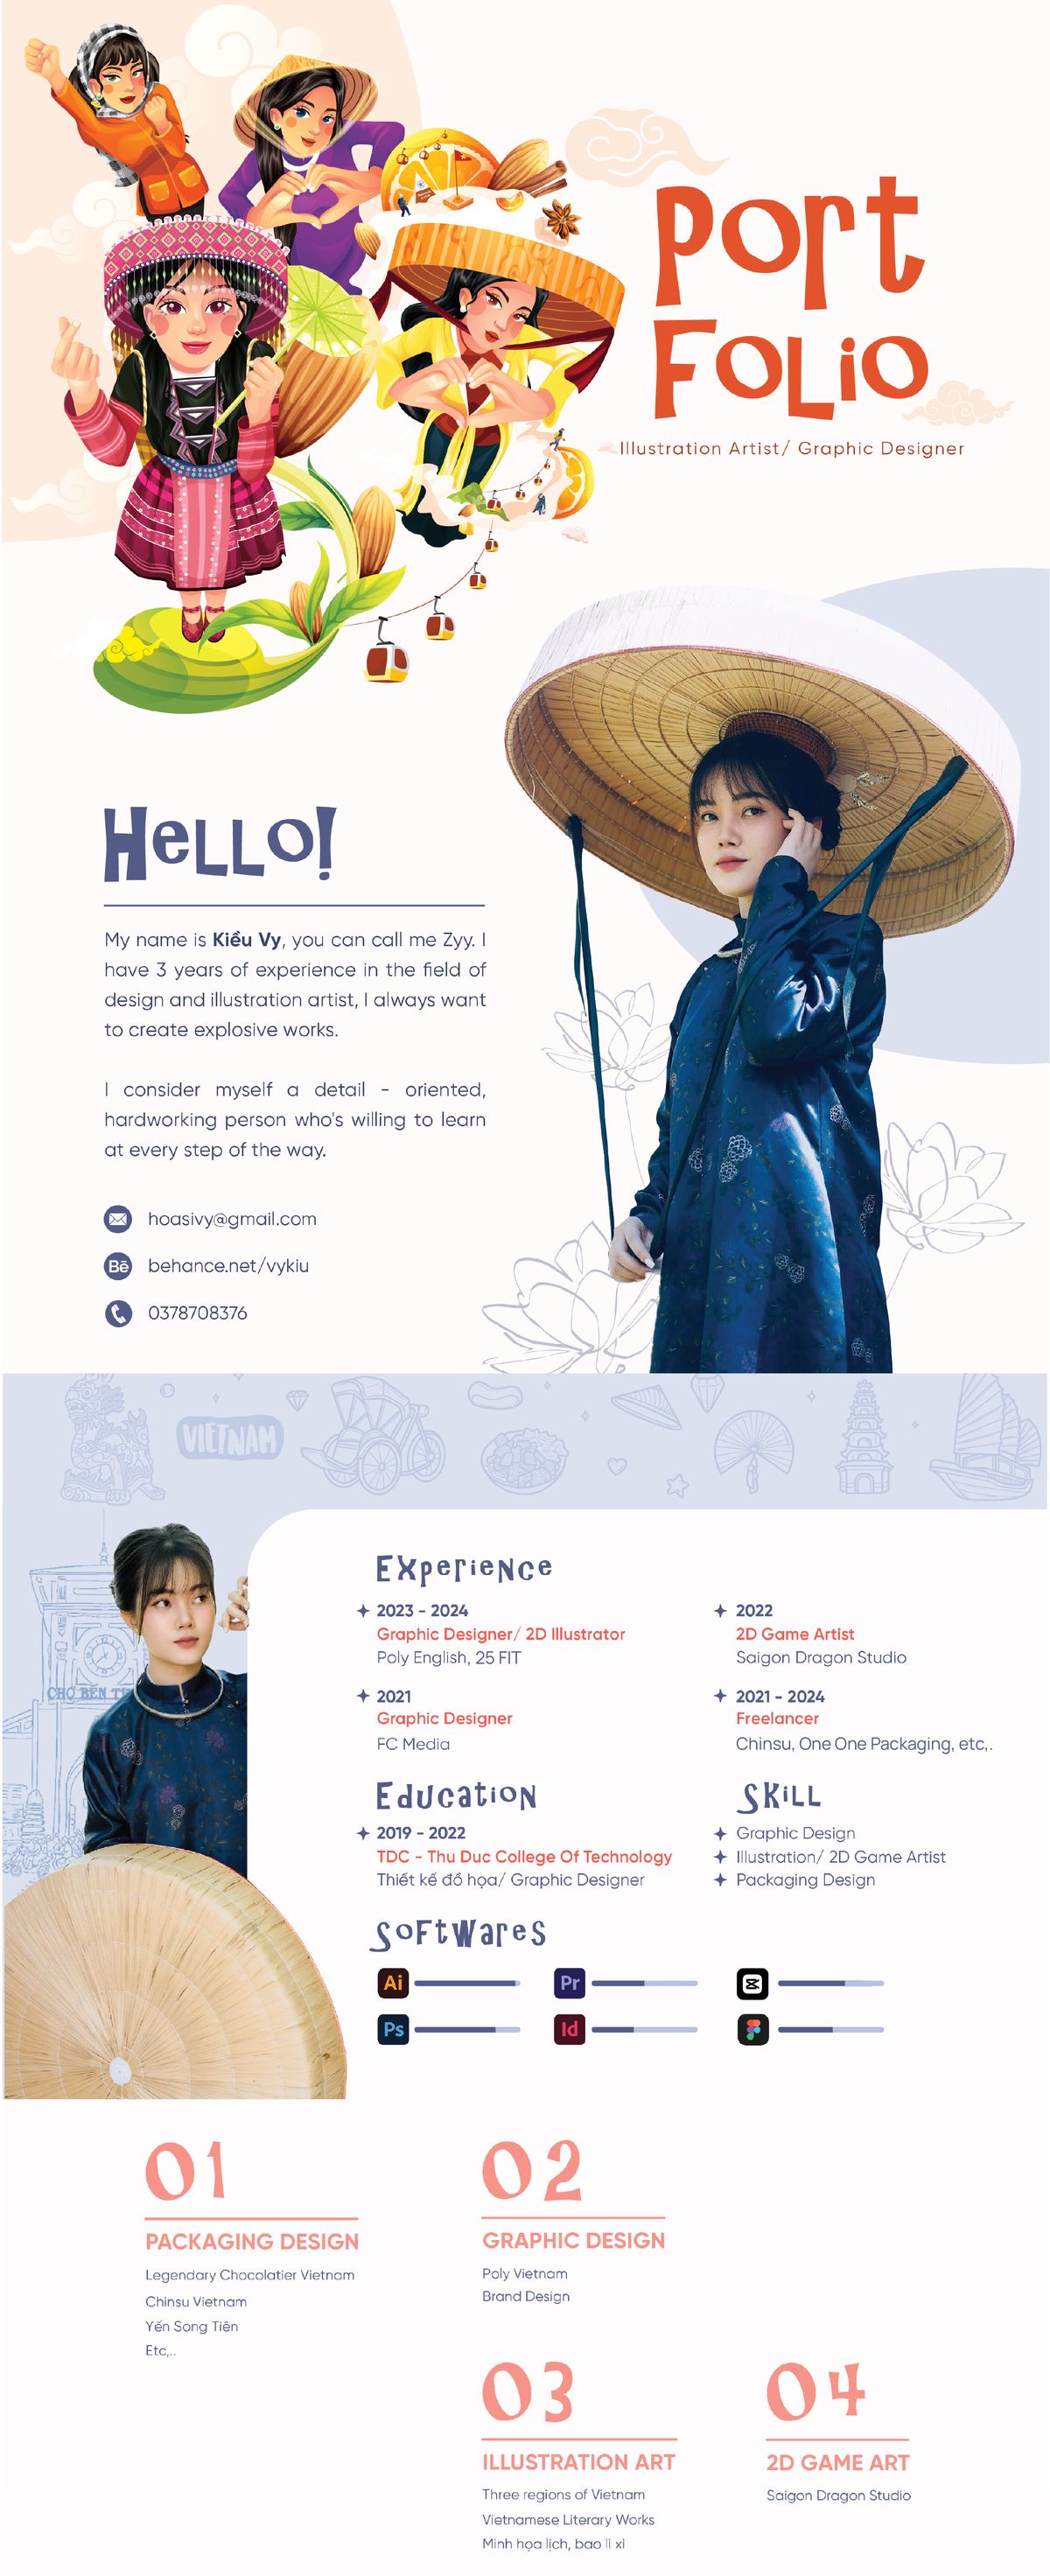 Port
Folio
Illustration Artist/ Graphic Designer
Hello!
My name is Kiều Vy, you can call me Zyy. I
have 3 years of experience in the field of
design and illustration artist, I always want
to create explosive works.
I consider myself a detail - oriented,
hardworking person who's willing to learn
at every step of the way.
hoasivy@gmail.com
Bē behance.net/vykiu
0378708376
VIETNAM
CHỢ BẾN
Experience
2023 - 2024
Graphic Designer/ 2D Illustrator
Poly English, 25 FIT
2022
2D Game Artist
Saigon Dragon Studio
2021
Graphic Designer
FC Media
2021 - 2024
Freelancer
Chinsu, One One Packaging, etc,.
Education
2019 - 2022
TDC - Thu Duc College Of Technology
Thiết kế đồ họa/ Graphic Designer
Skill
Graphic Design
Illustration/ 2D Game Artist
Packaging Design
Softwares
Ai
Pr
Ps
Id
01
PACKAGING DESIGN
Legendary Chocolatier Vietnam
Chinsu Vietnam
Yến Song Tiên
Etc,..
02
GRAPHIC DESIGN
Poly Vietnam
Brand Design
03
ILLUSTRATION ART
Three regions of Vietnam
Vietnamese Literary Works
Minh họa lịch, bao lì xì
04
2D GAME ART
Saigon Dragon Studio